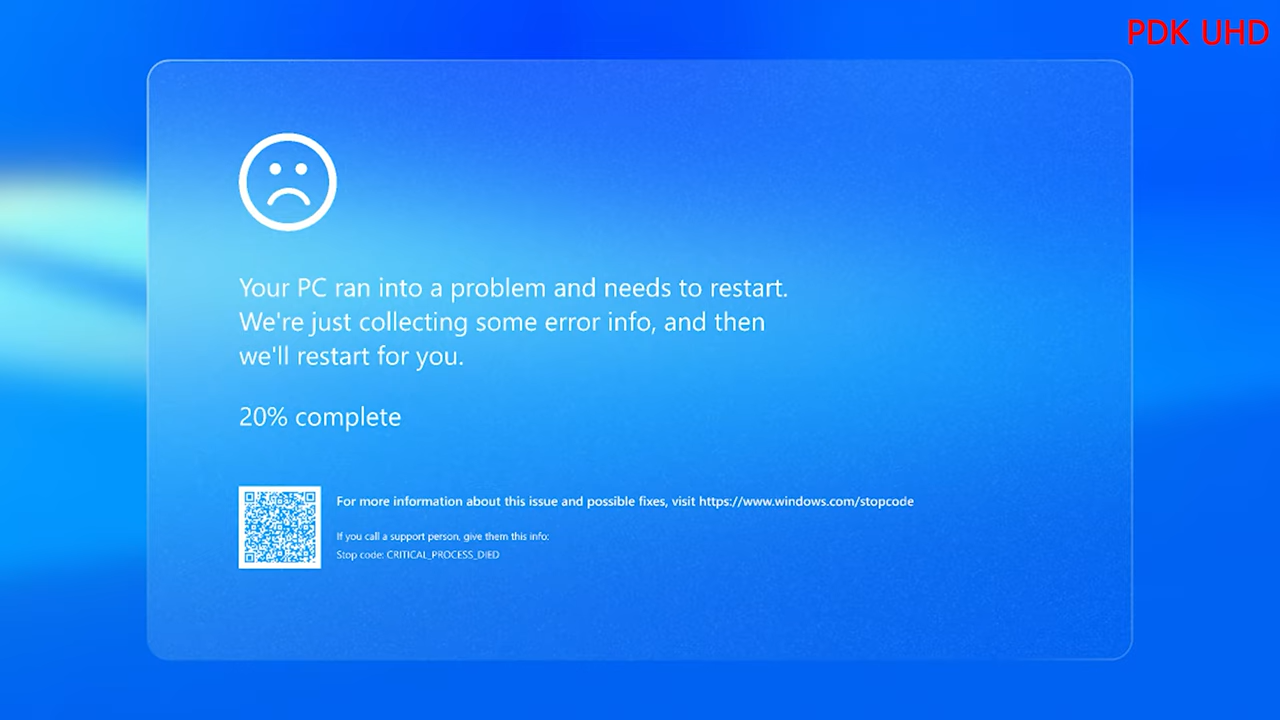 PDK UHD
Your PC ran into a problem and needs to restart.
We're just collecting some error info, and then
we'll restart for you.
20% complete
For more information about this issue and possible fixes, visit https://www.windows.com/stopcode
If you call a support person, give them this info:
Stop code: CRITICAL_PROCESS_DIED